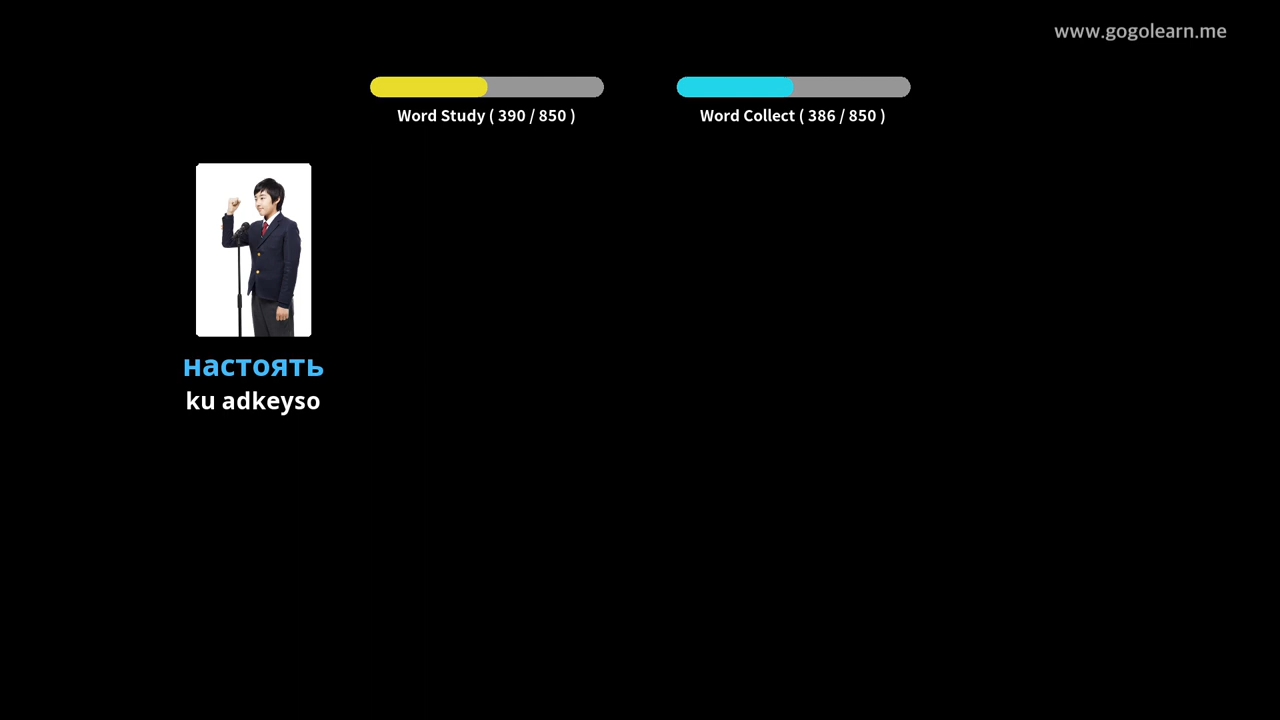 www.gogolearn.me
Word Study ( 390 / 850 )
Word Collect ( 386 / 850 )
настоять
ku adkeyso